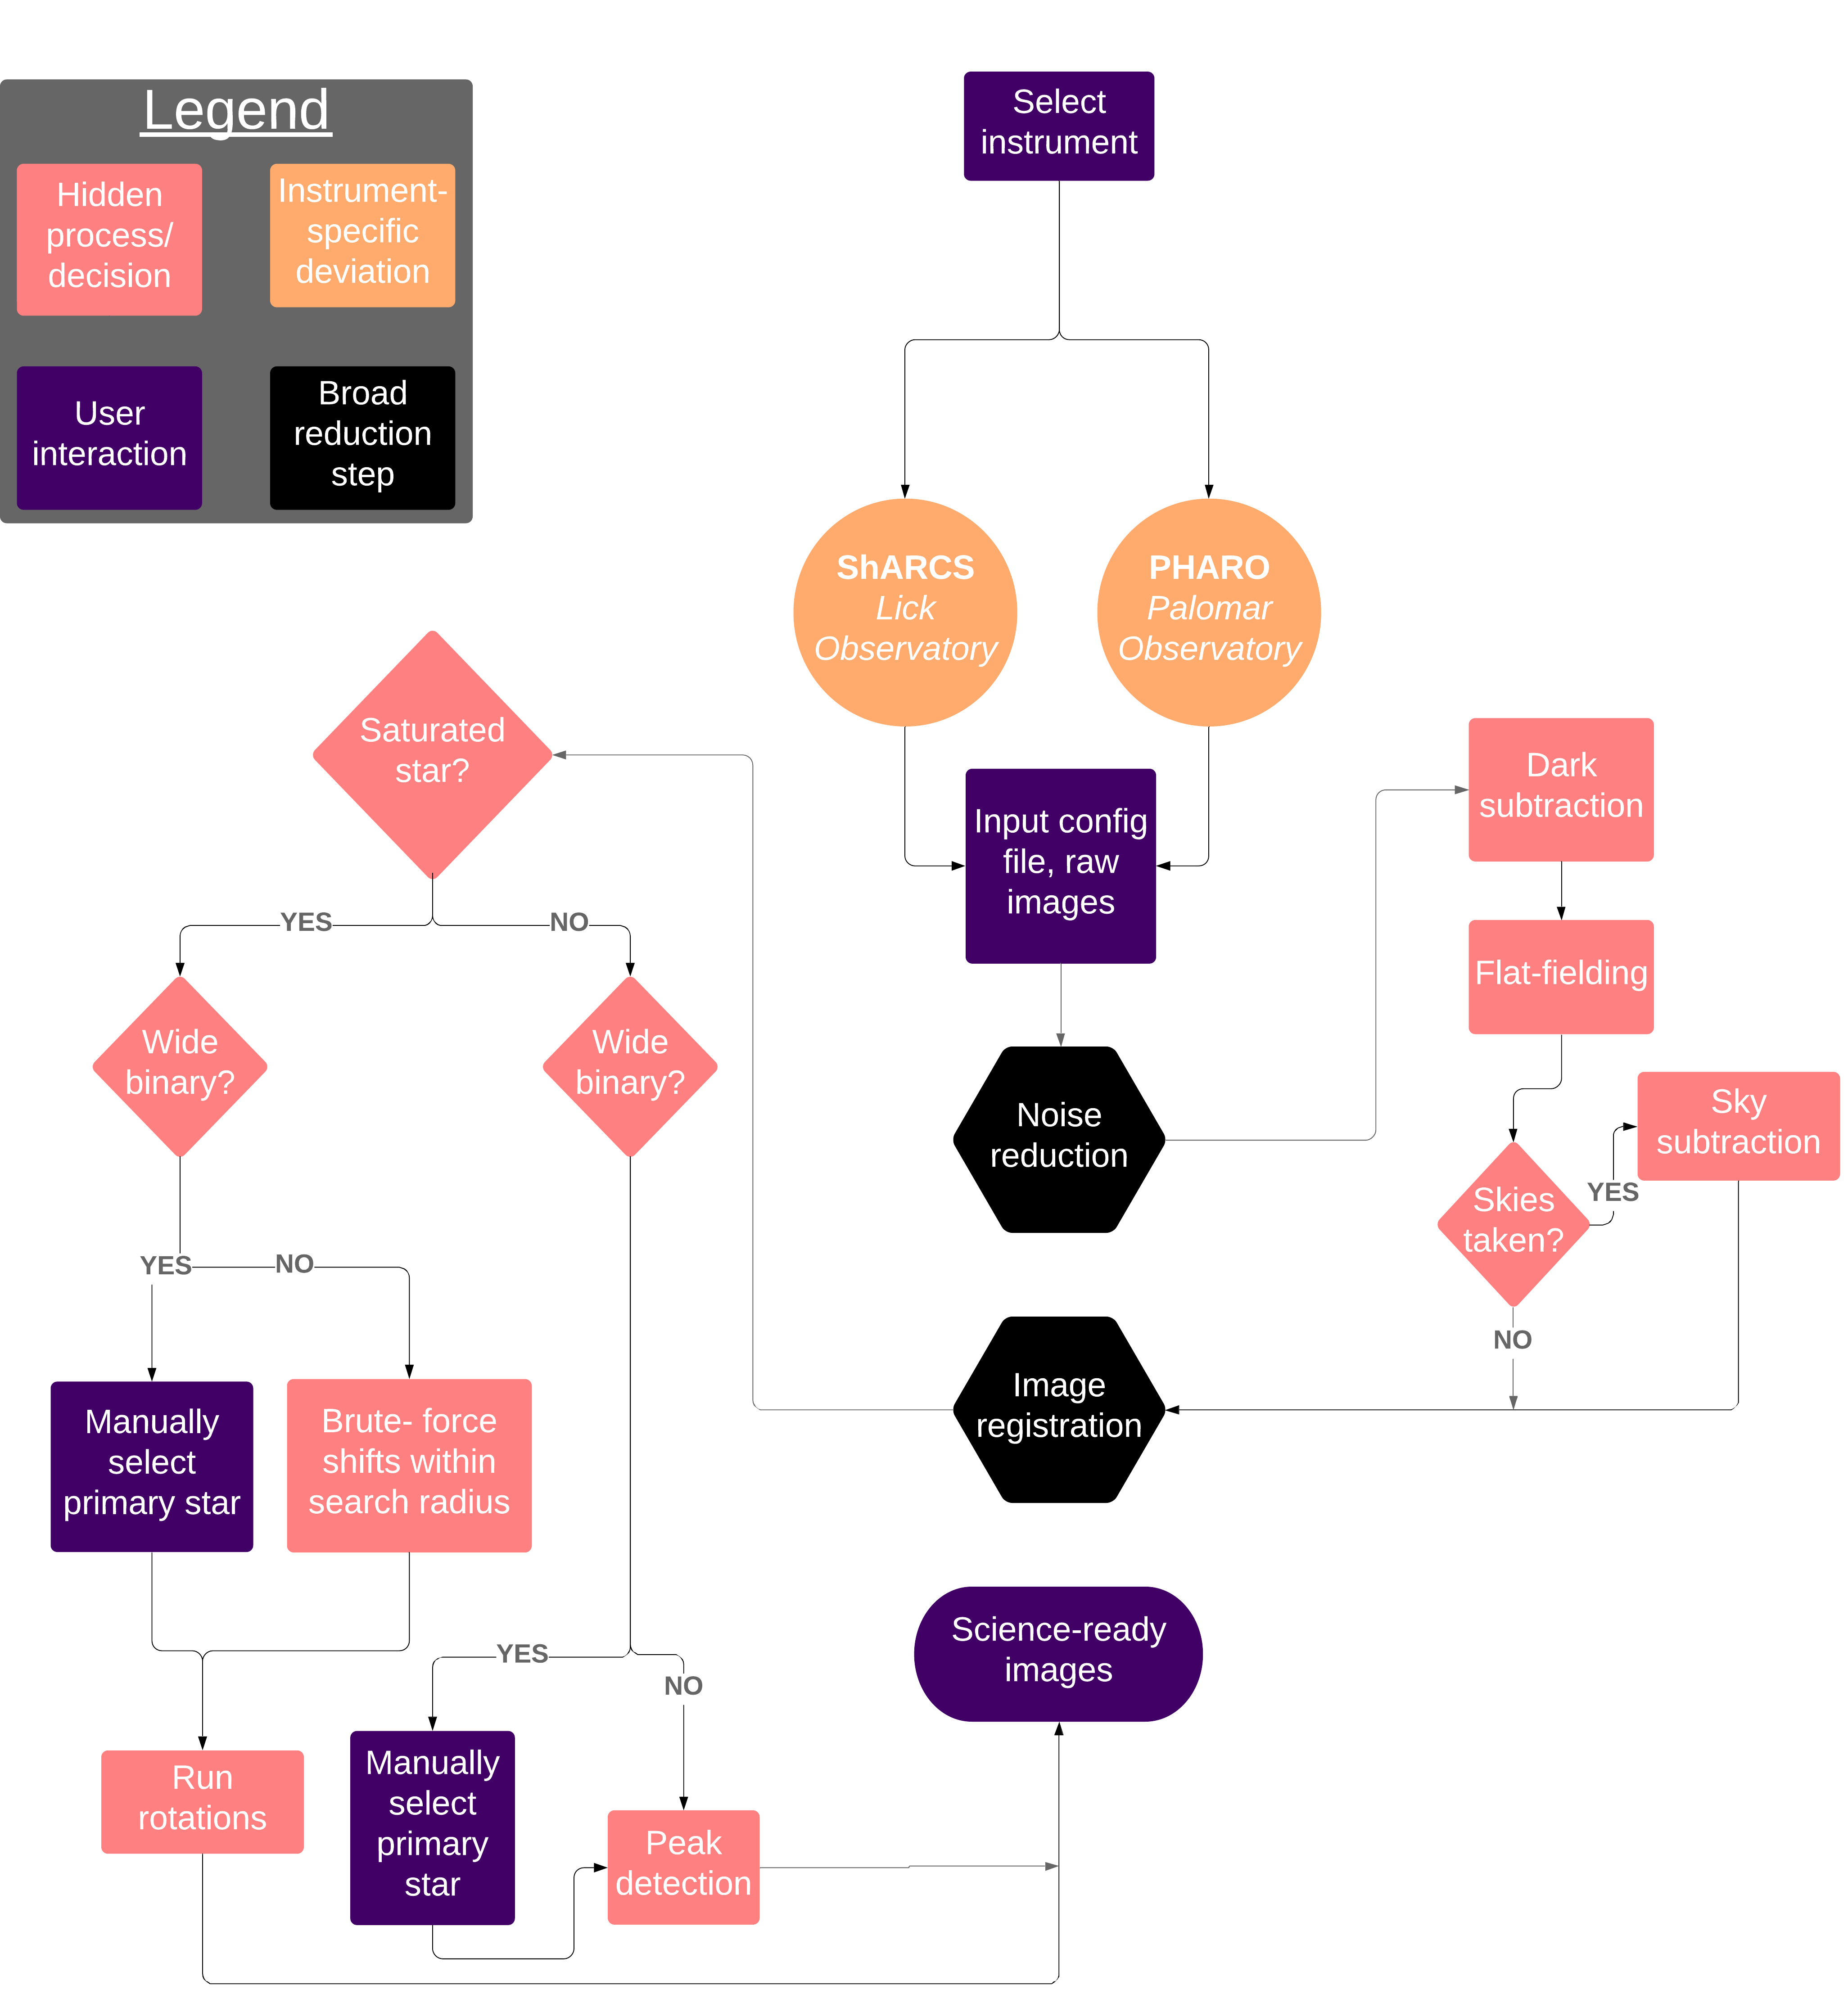 Legend
Hidden
process/
decision
Instrument-
specific
deviation
User
interaction
Broad
reduction
step
Select
instrument
ShARCS
Lick
Observatory
PHARO
Palomar
Observatory
Input config
file, raw
images
Noise
reduction
Dark
subtraction
Flat-fielding
Skies
taken?
YES
Sky
subtraction
NO
Image
registration
Saturated
star?
YES
NO
Wide
binary?
Wide
binary?
YES
NO
Manually
select
primary star
Brute- force
shifts within
search radius
YES
NO
Run
rotations
Manually
select
primary
star
Peak
detection
Science-ready
images